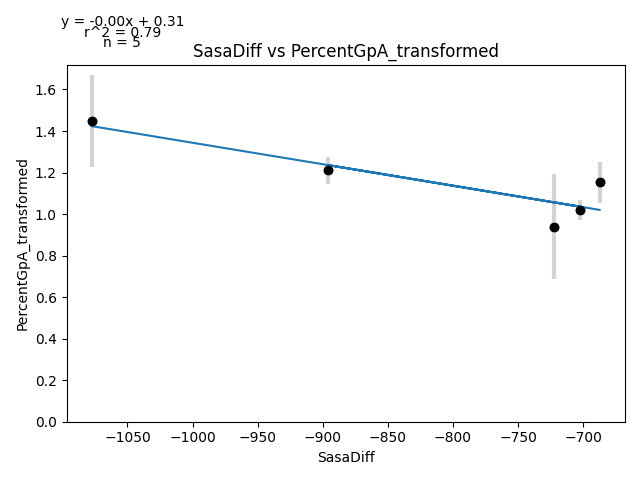 y = -0.00x + 0.31
r^2 = 0.79
n = 5
SasaDiff vs PercentGpA_transformed
PercentGpA_transformed
1.6
1.4
1.2
1.0
0.8
0.6
0.4
0.2
0.0
−1050 −1000 −950 −900 −850 −800 −750 −700
SasaDiff